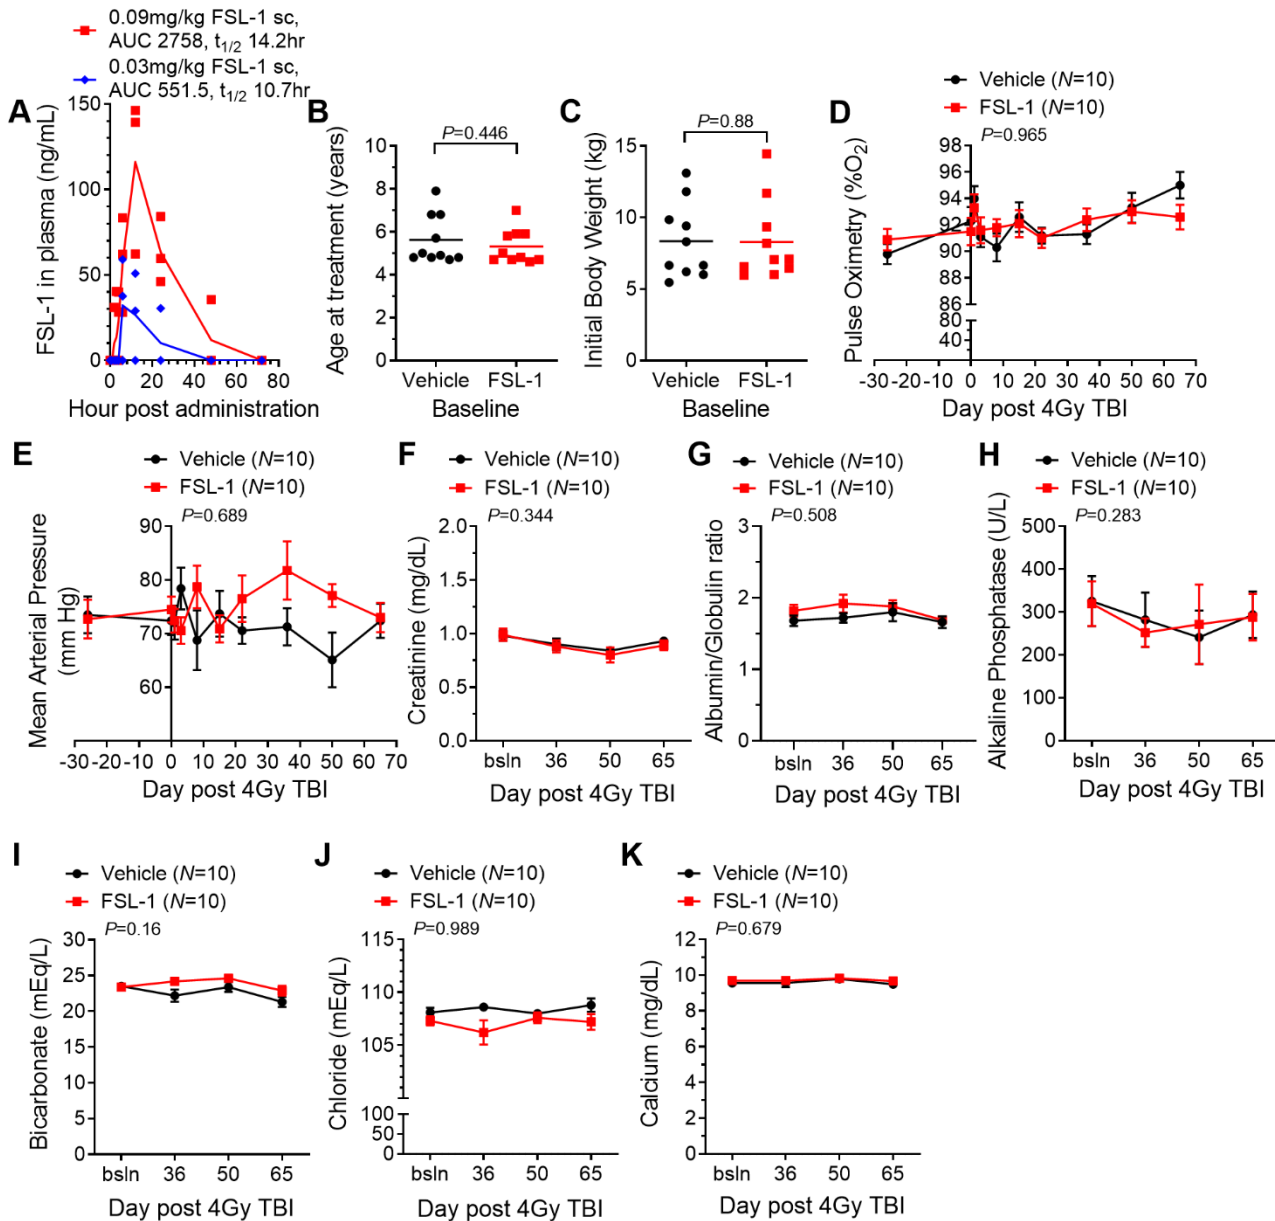 0.09mg/kg FSL-1 sc,
AUC 2758, t1/2 14.2hr
0.03mg/kg FSL-1 sc,
AUC 551.5, t1/2 10.7hr
A
FSL-1 in plasma (ng/mL)
150
100
50
0
0 20 40 60 80
Hour post administration
B
P=0.446
Age at treatment (years)
10
8
6
4
2
0
Vehicle FSL-1
Baseline
C
P=0.88
Initial Body Weight (kg)
15
10
5
0
Vehicle FSL-1
Baseline
Vehicle (N=10)
FSL-1 (N=10)
D
P=0.965
Pulse Oximetry (%O2)
98
96
94
92
90
88
86
80
40
0
-30 -20 -10 0 10 20 30 40 50 60 70
Day post 4Gy TBI
E
Vehicle (N=10)
FSL-1 (N=10)
P=0.689
Mean Arterial Pressure
(mm Hg)
90
80
70
60
-30 -20 -10 0 10 20 30 40 50 60 70
Day post 4Gy TBI
F
Vehicle (N=10)
FSL-1 (N=10)
P=0.344
Creatinine (mg/dL)
2.0
1.5
1.0
0.5
0.0
bsln 36 50 65
Day post 4Gy TBI
G
Vehicle (N=10)
FSL-1 (N=10)
P=0.508
Albumin/Globulin ratio
3
2
1
0
bsln 36 50 65
Day post 4Gy TBI
H
Vehicle (N=10)
FSL-1 (N=10)
P=0.283
Alkaline Phosphatase (U/L)
500
400
300
200
100
0
bsln 36 50 65
Day post 4Gy TBI
I
Vehicle (N=10)
FSL-1 (N=10)
P=0.16
Bicarbonate (mEq/L)
30
25
20
15
10
5
0
bsln 36 50 65
Day post 4Gy TBI
J
Vehicle (N=10)
FSL-1 (N=10)
P=0.989
Chloride (mEq/L)
115
110
105
100
50
0
bsln 36 50 65
Day post 4Gy TBI
K
Vehicle (N=10)
FSL-1 (N=10)
P=0.679
Calcium (mg/dL)
12
10
8
6
4
2
0
bsln 36 50 65
Day post 4Gy TBI